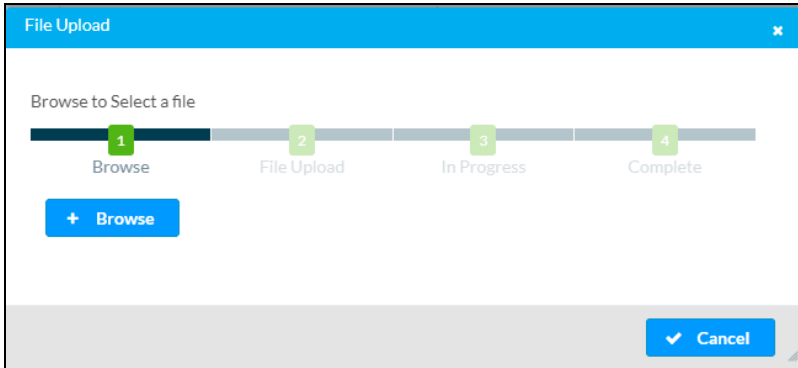 File Upload
Browse to Select a file
1 2 3 4
Browse File Upload In Progress Complete
+ Browse
Cancel